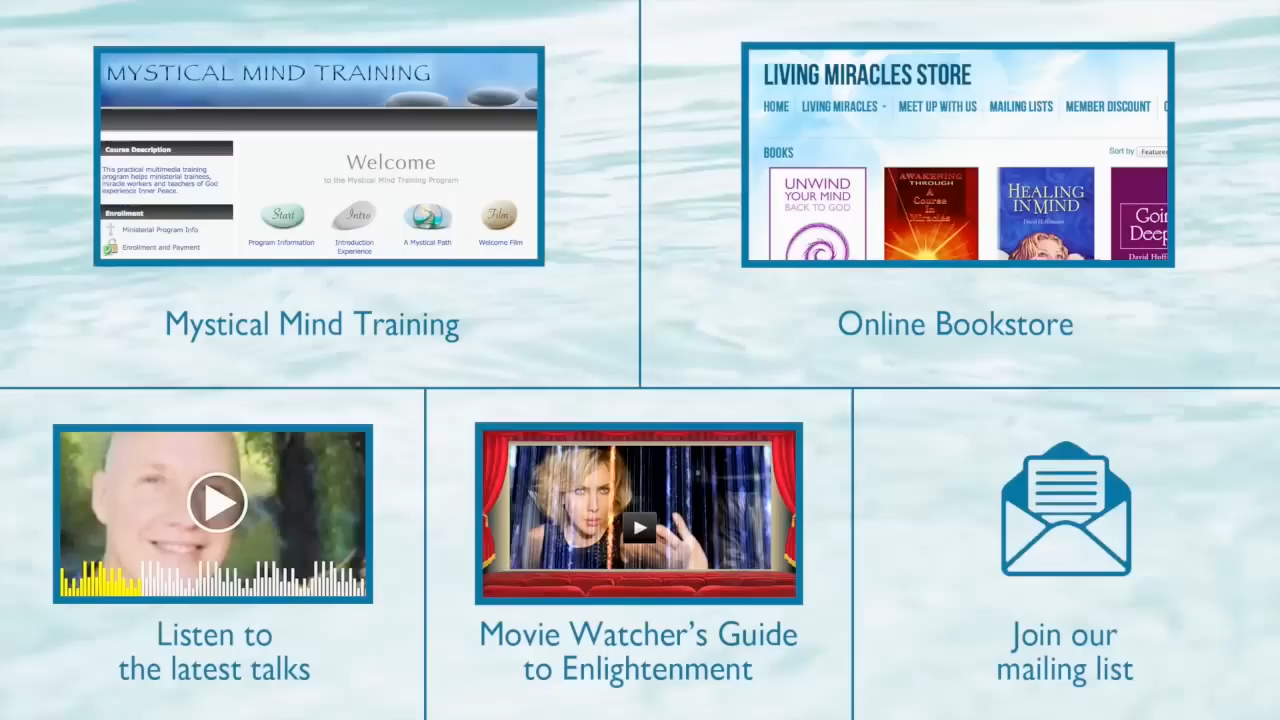 MYSTICAL MIND TRAINING
Course Description
This practical multimedia training
program helps ministerial trainees,
miracle workers and teachers of God
experience Inner Peace.
Enrollment
Ministerial Program Info
Enrollment and Payment
Welcome
to the Mystical Mind Training Program
Start
Intro
Film
Program Information
Introduction
Experience
A Mystical Path
Welcome Film
Mystical Mind Training
LIVING MIRACLES STORE
HOME LIVING MIRACLES MEET UP WITH US MAILING LISTS MEMBER DISCOUNT
BOOKS
Sort by
UNWIND
YOUR MIND
BACK TO GOD
AWAKENING
THROUGH
A
Course
In
Miracles
HEALING
IN MIND
David Hoffmeister
Deep
Online Bookstore
Listen to
the latest talks
Movie Watcher's Guide
to Enlightenment
Join our
mailing list